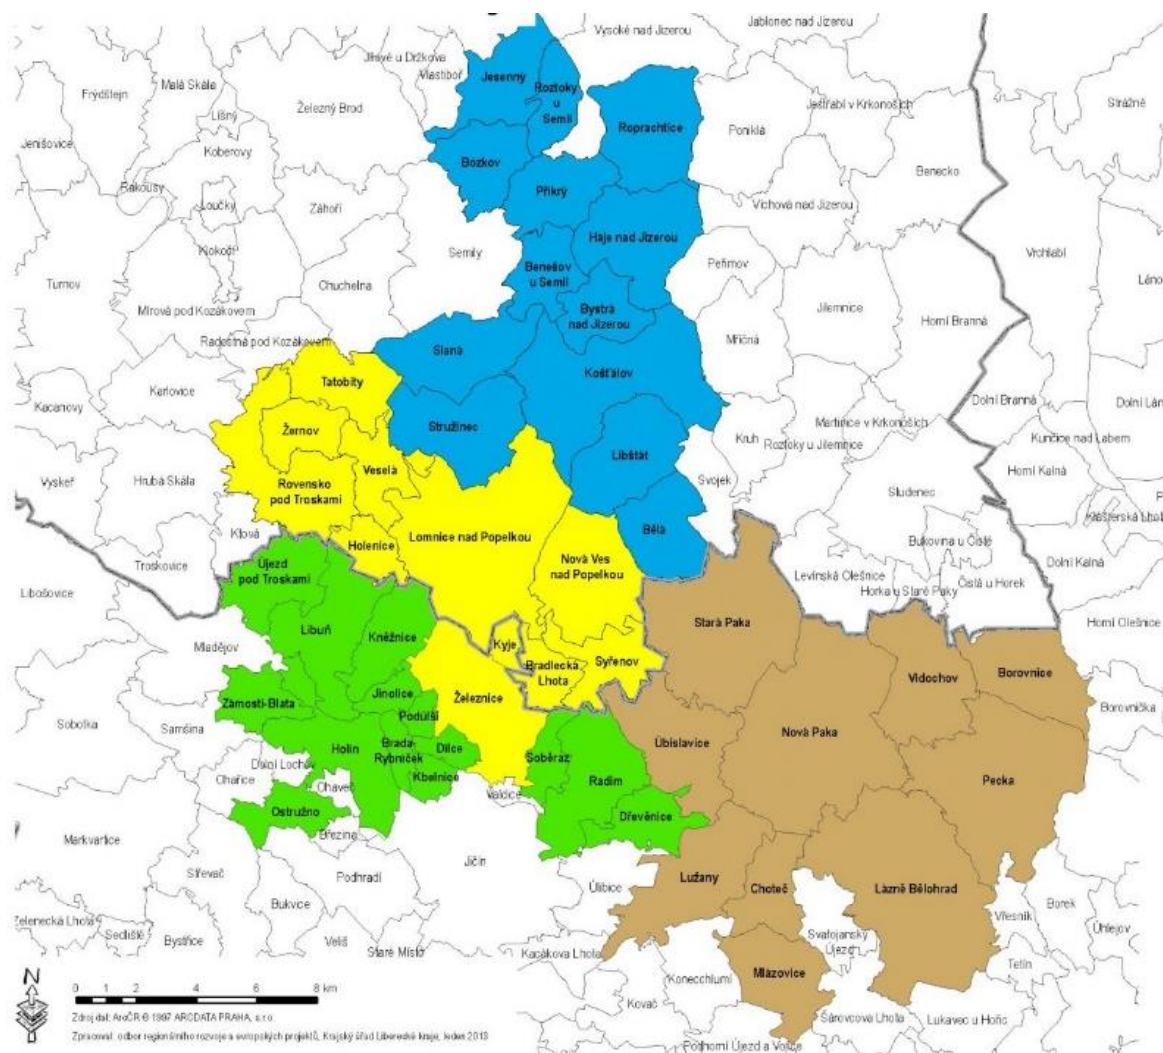 Jablonec nad Jizerou
Vysoké nad Jizerou
Jílové u Držkova
Vlastiboř
Jesenný
Roztoky
u
Semil
Malá Skála
Frýdštejn
Železný Brod
Líšný
Jestřabí v Krkonoších
Strážné
Roprachtice
Poniklá
Jenišovice
Koberovy
Bozkov
Benecko
Rakousy
Loučky
Záhoří
Příkrý
Víchová nad Jizerou
Klokočí
Semily
Háje nad Jizerou
Vrchlabí
Peřimov
Benešov
u Semil
Turnov
Chuchelna
Jilemnice
Láno
Mírová pod Kozákovem
Bystrá
nad Jizerou
Horní Branná
Radostná pod Kozákovem
Mříčná
Slaná
Košťálov
Tatobity
Karlovice
Kacanovy
Dolní Branná
Dolní Lán
Stružinec
Martinice v Krkonoších
Žernov
Kruh
Roztoky u Jilemnice
Kunčice nad Labem
Libštát
Veselá
Horní Kalná
Vyskeř
Hrubá Skála
Rovensko
pod Troskami
Svojek
Studenec
Klášterská Lhota
Běla
Ktová
Lomnice nad Popelkou
Holenice
Bukovina u Čisté
Újezd
pod Troskami
Nová Ves
nad Popelkou
Troskovice
Levínská Olešnice
Čistá u Horek
Dolní Kalná
Horka u Staré Paky
Libošovice
Stará Paka
Horní Olešnice
Libuň
Kněžnice
Mladějov
Kyje
Bradlecká
Lhota
Syřenov
Borovnice
Vidochov
Železnice
Jinolice
Zámostí-Blata
Podůlší
Borovnička
Sobotka
Samšina
Nová Paka
Holín
Brada-
Rybníček
Dílce
Úbislavice
Soběraz
Dolní Lochov
Kbelnice
Radim
Pecka
Ohařice
Ohaveč
Valdice
Ostružno
Dřevěnice
Markvartice
Březina
Jičín
Střevač
Podhradí
Lužany
Choteč
Lázně Bělohrad
Úlibice
Bukvice
Borek
Vřesník
Zelenecká Lhota
Sedliště
Bystřice
Veliš
Staré Místo
Svatojanský
Újezd
Úhlejov
Kacákova Lhota
Tetín
Konecchlumí
Mlázovice
N
Kovač
0 1 2 4 6 8 km
Šárovcova Lhota
Lukavec u Hořic
Zdroj dat: ArcČR © 1997 ARCDATA PRAHA, s.r.o.
Zpracoval: odbor regionálního rozvoje a evropských projektů, Krajský úřad Libereckého kraje, leden 2013
Podhorní Újezd a Vojice